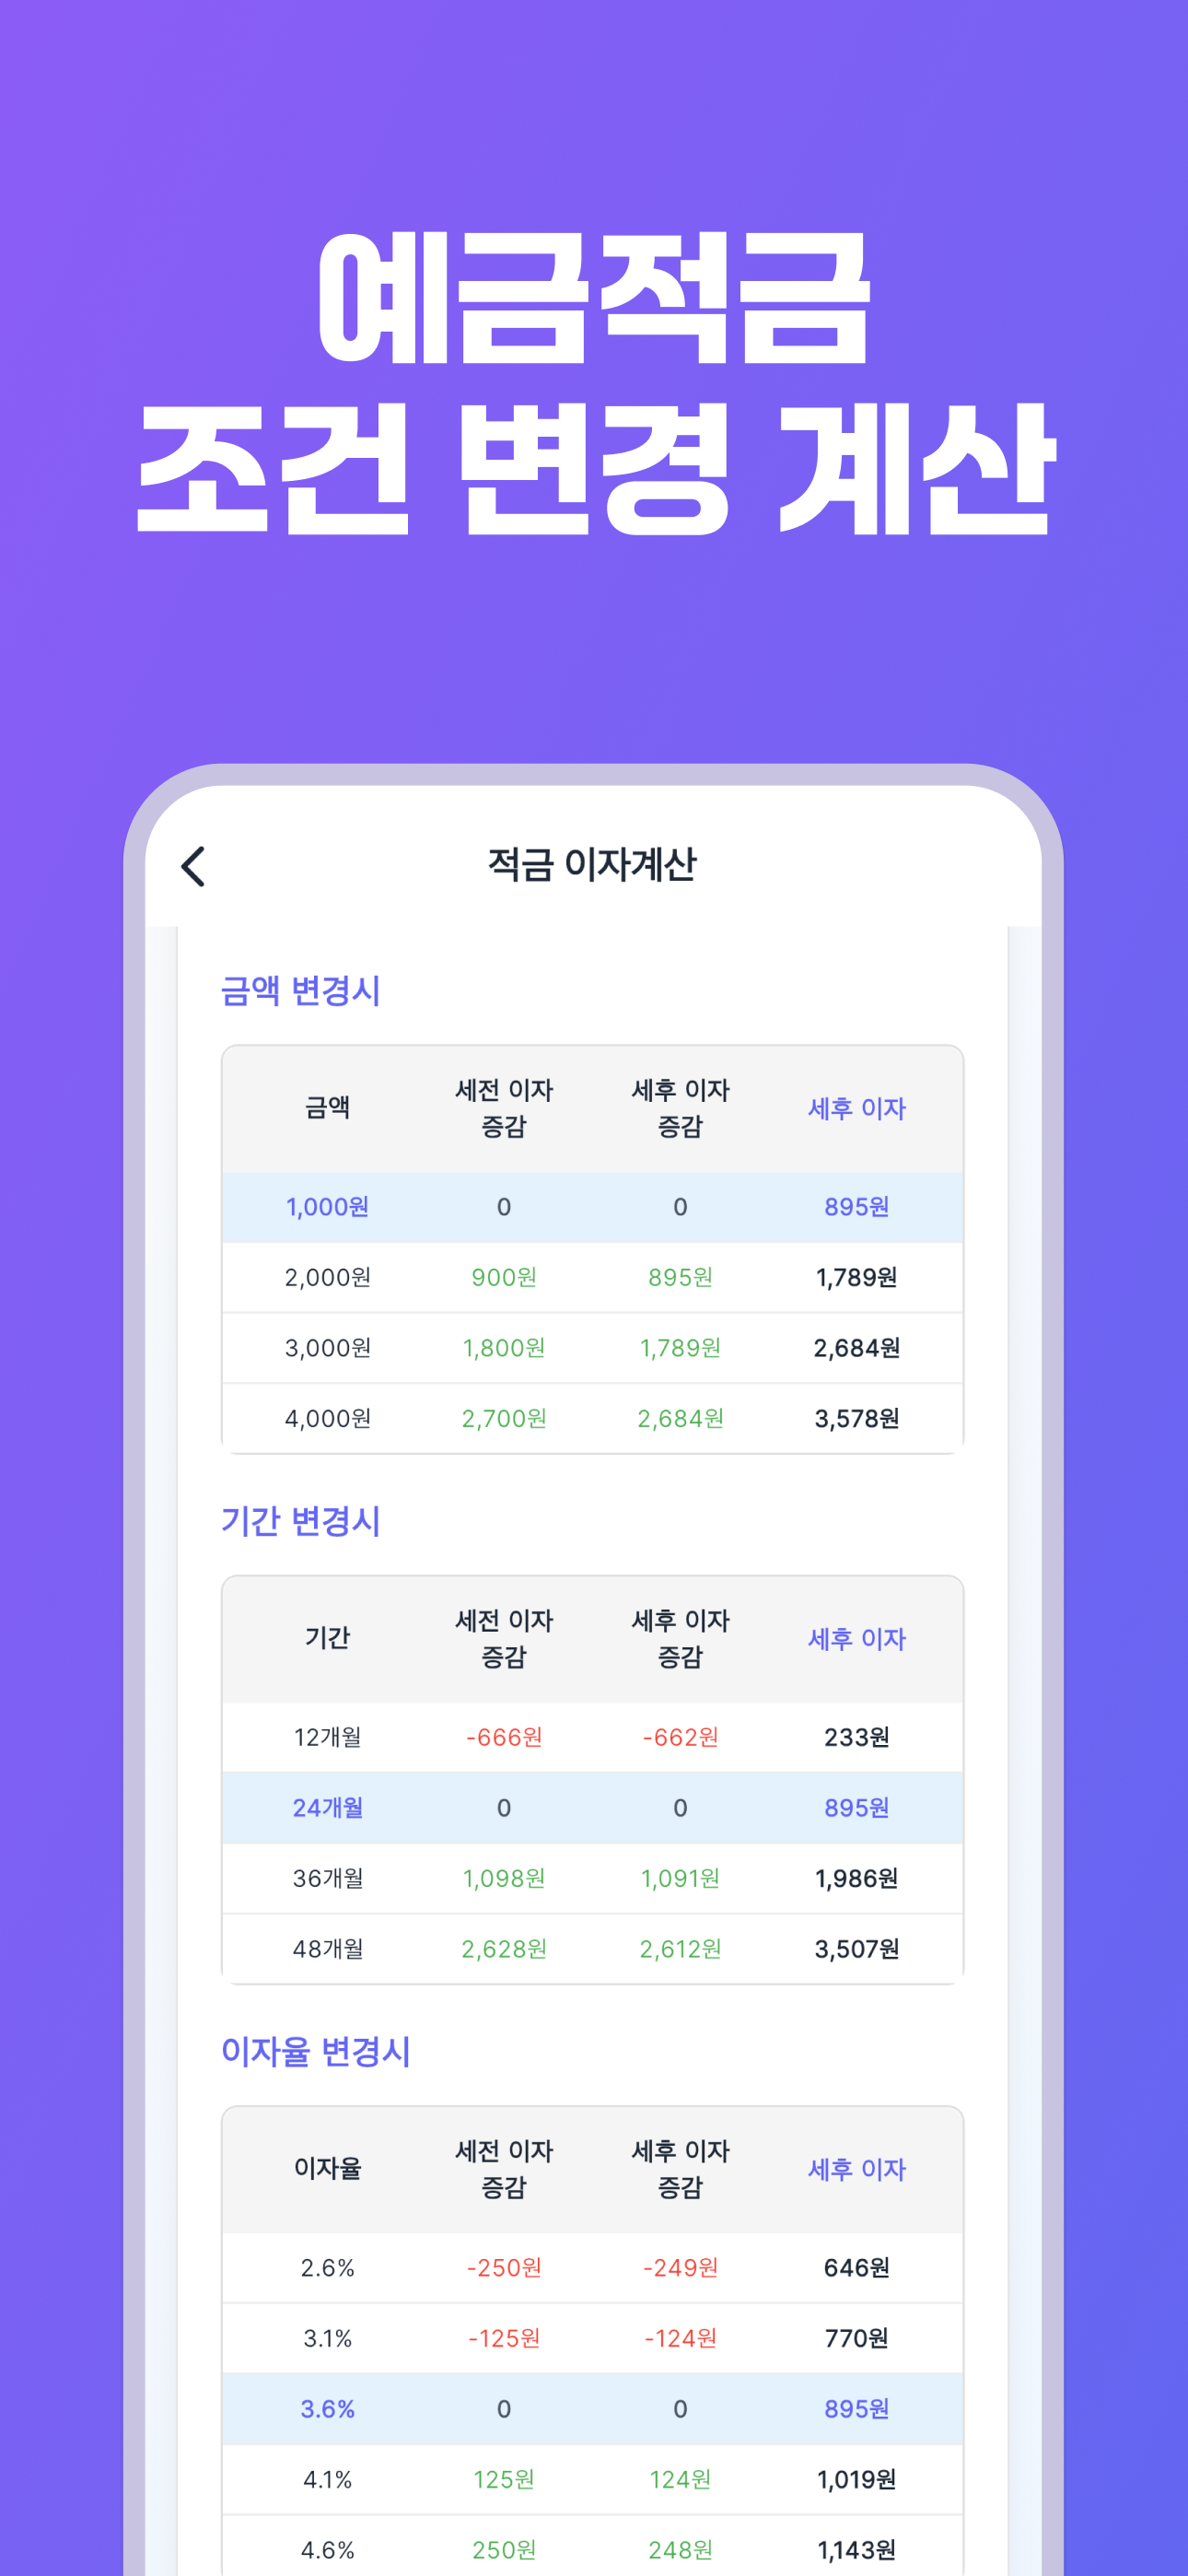 예금적금
조건 변경 계산
적금 이자계산
금액 변경시
금액 세전 이자 증감 세후 이자 증감 세후 이자
1,000원 0 0 895원
2,000원 900원 895원 1,789원
3,000원 1,800원 1,789원 2,684원
4,000원 2,700원 2,684원 3,578원
기간 변경시
기간 세전 이자 증감 세후 이자 증감 세후 이자
12개월 -666원 -662원 233원
24개월 0 0 895원
36개월 1,098원 1,091원 1,986원
48개월 2,628원 2,612원 3,507원
이자율 변경시
이자율 세전 이자 증감 세후 이자 증감 세후 이자
2.6% -250원 -249원 646원
3.1% -125원 -124원 770원
3.6% 0 0 895원
4.1% 125원 124원 1,019원
4.6% 250원 248원 1,143원